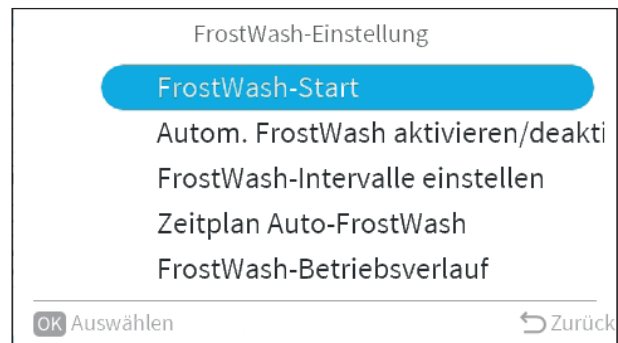 FrostWash-Einstellung
FrostWash-Start
Autom. FrostWash aktivieren/deakti
FrostWash-Intervalle einstellen
Zeitplan Auto-FrostWash
FrostWash-Betriebsverlauf
OK Auswählen Zurück